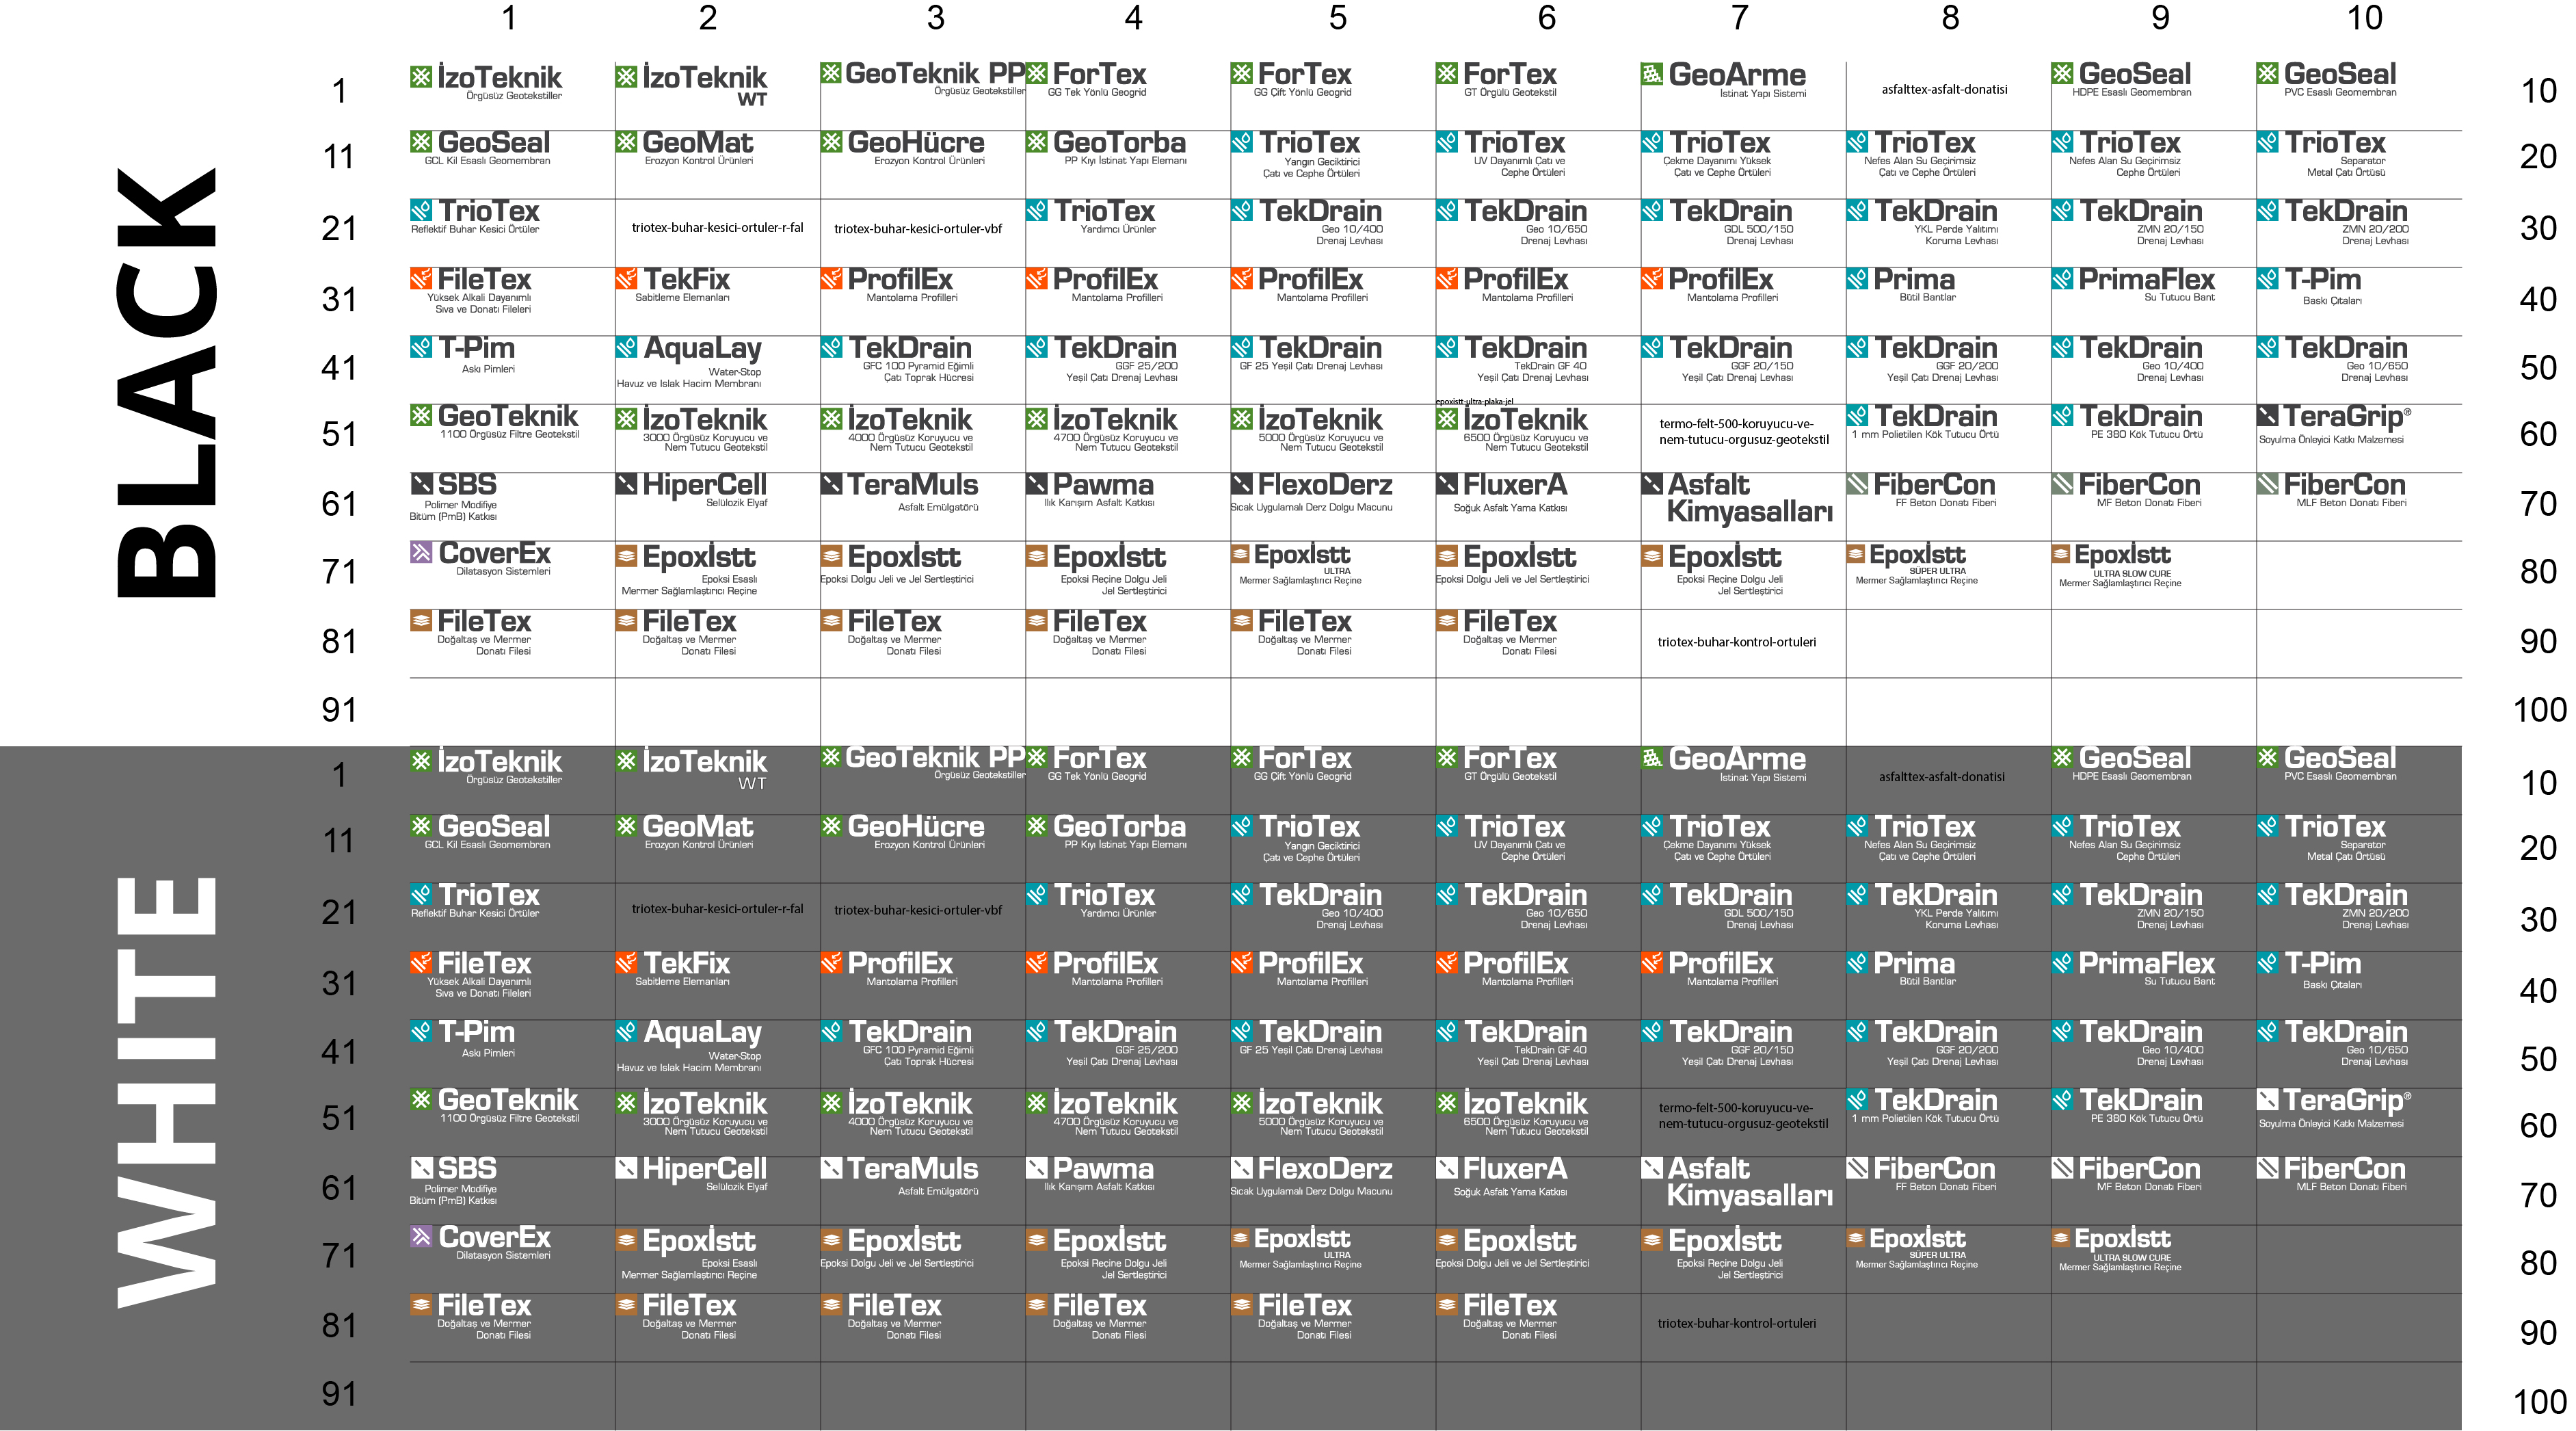 1 2 3 4 5 6 7 8 9 10
BLACK
1 10
İzoTeknik
Örgüsüz Geotekstiller
İzoTeknik
WT
GeoTeknik PP
Örgüsüz Geotekstiller
ForTex
GG Tek Yönlü Geogrid
ForTex
GG Çift Yönlü Geogrid
ForTex
GT Örgülü Geotekstil
GeoArme
İstinat Yapı Sistemi
asfalttex-asfalt-donatisi
GeoSeal
HDPE Esaslı Geomembran
GeoSeal
PVC Esaslı Geomembran
11 20
GeoSeal
GCL Kil Esaslı Geomembran
GeoMat
Erozyon Kontrol Ürünleri
GeoHücre
Erozyon Kontrol Ürünleri
GeoTorba
PP Kıyı İstinat Yapı Elemanı
TrioTex
Yangın Geciktirici
Çatı ve Cephe Örtüleri
TrioTex
UV Dayanımlı Çatı ve
Cephe Örtüleri
TrioTex
Çekme Dayanımı Yüksek
Çatı ve Cephe Örtüleri
TrioTex
Nefes Alan Su Geçirimsiz
Çatı ve Cephe Örtüleri
TrioTex
Nefes Alan Su Geçirimsiz
Cephe Örtüleri
TrioTex
Separator
Metal Çatı Örtüsü
21 30
TrioTex
Reflektif Buhar Kesici Örtüler
triotex-buhar-kesici-ortuler-r-fal
triotex-buhar-kesici-ortuler-vbf
TrioTex
Yardımcı Ürünler
TekDrain
Geo 10/400
Drenaj Levhası
TekDrain
Geo 10/650
Drenaj Levhası
TekDrain
GDL 500/150
Drenaj Levhası
TekDrain
YKL Perde Yalıtımı
Koruma Levhası
TekDrain
ZMN 20/150
Drenaj Levhası
TekDrain
ZMN 20/200
Drenaj Levhası
31 40
FileTex
Yüksek Alkali Dayanımlı
Sıva ve Donatı Fileleri
TekFix
Sabitleme Elemanları
ProfilEx
Mantolama Profilleri
ProfilEx
Mantolama Profilleri
ProfilEx
Mantolama Profilleri
ProfilEx
Mantolama Profilleri
ProfilEx
Mantolama Profilleri
Prima
Bütil Bantlar
PrimaFlex
Su Tutucu Bant
T-Pim
Baskı Çıtaları
41 50
T-Pim
Askı Pimleri
AquaLay
Water-Stop
Havuz ve Islak Hacim Membranı
TekDrain
GFC 100 Pyramid Eğimli
Çatı Toprak Hücresi
TekDrain
GGF 25/200
Yeşil Çatı Drenaj Levhası
TekDrain
GF 25 Yeşil Çatı Drenaj Levhası
TekDrain
TekDrain GF 40
Yeşil Çatı Drenaj Levhası
TekDrain
GGF 20/150
Yeşil Çatı Drenaj Levhası
TekDrain
GGF 20/200
Yeşil Çatı Drenaj Levhası
TekDrain
Geo 10/400
Drenaj Levhası
TekDrain
Geo 10/650
Drenaj Levhası
51 60
GeoTeknik
1100 Örgüsüz Filtre Geotekstil
İzoTeknik
3000 Örgüsüz Koruyucu ve
Nem Tutucu Geotekstil
İzoTeknik
4000 Örgüsüz Koruyucu ve
Nem Tutucu Geotekstil
İzoTeknik
4700 Örgüsüz Koruyucu ve
Nem Tutucu Geotekstil
İzoTeknik
5000 Örgüsüz Koruyucu ve
Nem Tutucu Geotekstil
epoxistt-ultra-plaka-jel
İzoTeknik
6500 Örgüsüz Koruyucu ve
Nem Tutucu Geotekstil
termo-felt-500-koruyucu-ve-
nem-tutucu-orgusuz-geotekstil
TekDrain
1 mm Polietilen Kök Tutucu Örtü
TekDrain
PE 380 Kök Tutucu Örtü
TeraGrip®
Soyulma Önleyici Katkı Malzemesi
61 70
SBS
Polimer Modifiye
Bitüm (PmB) Katkısı
HiperCell
Selülozik Elyaf
TeraMuls
Asfalt Emülgatörü
Pawma
Ilık Karışım Asfalt Katkısı
FlexoDerz
Sıcak Uygulamalı Derz Dolgu Macunu
FluxerA
Soğuk Asfalt Yama Katkısı
Asfalt
Kimyasalları
FiberCon
FF Beton Donatı Fiberi
FiberCon
MF Beton Donatı Fiberi
FiberCon
MLF Beton Donatı Fiberi
71 80
CoverEx
Dilatasyon Sistemleri
Epoxİstt
Epoksi Esaslı
Mermer Sağlamlaştırıcı Reçine
Epoxİstt
Epoksi Dolgu Jeli ve Jel Sertleştirici
Epoxİstt
Epoksi Reçine Dolgu Jeli
Jel Sertleştirici
Epoxİstt
ULTRA
Mermer Sağlamlaştırıcı Reçine
Epoxİstt
Epoksi Dolgu Jeli ve Jel Sertleştirici
Epoxİstt
Epoksi Reçine Dolgu Jeli
Jel Sertleştirici
Epoxİstt
SÜPER ULTRA
Mermer Sağlamlaştırıcı Reçine
Epoxİstt
ULTRA SLOW CURE
Mermer Sağlamlaştırıcı Reçine
81 90
FileTex
Doğaltaş ve Mermer
Donatı Filesi
FileTex
Doğaltaş ve Mermer
Donatı Filesi
FileTex
Doğaltaş ve Mermer
Donatı Filesi
FileTex
Doğaltaş ve Mermer
Donatı Filesi
FileTex
Doğaltaş ve Mermer
Donatı Filesi
FileTex
Doğaltaş ve Mermer
Donatı Filesi
triotex-buhar-kontrol-ortuleri
91 100
WHITE
1 10
İzoTeknik
Örgüsüz Geotekstiller
İzoTeknik
WT
GeoTeknik PP
Örgüsüz Geotekstiller
ForTex
GG Tek Yönlü Geogrid
ForTex
GG Çift Yönlü Geogrid
ForTex
GT Örgülü Geotekstil
GeoArme
İstinat Yapı Sistemi
asfalttex-asfalt-donatisi
GeoSeal
HDPE Esaslı Geomembran
GeoSeal
PVC Esaslı Geomembran
11 20
GeoSeal
GCL Kil Esaslı Geomembran
GeoMat
Erozyon Kontrol Ürünleri
GeoHücre
Erozyon Kontrol Ürünleri
GeoTorba
PP Kıyı İstinat Yapı Elemanı
TrioTex
Yangın Geciktirici
Çatı ve Cephe Örtüleri
TrioTex
UV Dayanımlı Çatı ve
Cephe Örtüleri
TrioTex
Çekme Dayanımı Yüksek
Çatı ve Cephe Örtüleri
TrioTex
Nefes Alan Su Geçirimsiz
Çatı ve Cephe Örtüleri
TrioTex
Nefes Alan Su Geçirimsiz
Cephe Örtüleri
TrioTex
Separator
Metal Çatı Örtüsü
21 30
TrioTex
Reflektif Buhar Kesici Örtüler
triotex-buhar-kesici-ortuler-r-fal
triotex-buhar-kesici-ortuler-vbf
TrioTex
Yardımcı Ürünler
TekDrain
Geo 10/400
Drenaj Levhası
TekDrain
Geo 10/650
Drenaj Levhası
TekDrain
GDL 500/150
Drenaj Levhası
TekDrain
YKL Perde Yalıtımı
Koruma Levhası
TekDrain
ZMN 20/150
Drenaj Levhası
TekDrain
ZMN 20/200
Drenaj Levhası
31 40
FileTex
Yüksek Alkali Dayanımlı
Sıva ve Donatı Fileleri
TekFix
Sabitleme Elemanları
ProfilEx
Mantolama Profilleri
ProfilEx
Mantolama Profilleri
ProfilEx
Mantolama Profilleri
ProfilEx
Mantolama Profilleri
ProfilEx
Mantolama Profilleri
Prima
Bütil Bantlar
PrimaFlex
Su Tutucu Bant
T-Pim
Baskı Çıtaları
41 50
T-Pim
Askı Pimleri
AquaLay
Water-Stop
Havuz ve Islak Hacim Membranı
TekDrain
GFC 100 Pyramid Eğimli
Çatı Toprak Hücresi
TekDrain
GGF 25/200
Yeşil Çatı Drenaj Levhası
TekDrain
GF 25 Yeşil Çatı Drenaj Levhası
TekDrain
TekDrain GF 40
Yeşil Çatı Drenaj Levhası
TekDrain
GGF 20/150
Yeşil Çatı Drenaj Levhası
TekDrain
GGF 20/200
Yeşil Çatı Drenaj Levhası
TekDrain
Geo 10/400
Drenaj Levhası
TekDrain
Geo 10/650
Drenaj Levhası
51 60
GeoTeknik
1100 Örgüsüz Filtre Geotekstil
İzoTeknik
3000 Örgüsüz Koruyucu ve
Nem Tutucu Geotekstil
İzoTeknik
4000 Örgüsüz Koruyucu ve
Nem Tutucu Geotekstil
İzoTeknik
4700 Örgüsüz Koruyucu ve
Nem Tutucu Geotekstil
İzoTeknik
5000 Örgüsüz Koruyucu ve
Nem Tutucu Geotekstil
İzoTeknik
6500 Örgüsüz Koruyucu ve
Nem Tutucu Geotekstil
termo-felt-500-koruyucu-ve-
nem-tutucu-orgusuz-geotekstil
TekDrain
1 mm Polietilen Kök Tutucu Örtü
TekDrain
PE 380 Kök Tutucu Örtü
TeraGrip®
Soyulma Önleyici Katkı Malzemesi
61 70
SBS
Polimer Modifiye
Bitüm (PmB) Katkısı
HiperCell
Selülozik Elyaf
TeraMuls
Asfalt Emülgatörü
Pawma
Ilık Karışım Asfalt Katkısı
FlexoDerz
Sıcak Uygulamalı Derz Dolgu Macunu
FluxerA
Soğuk Asfalt Yama Katkısı
Asfalt
Kimyasalları
FiberCon
FF Beton Donatı Fiberi
FiberCon
MF Beton Donatı Fiberi
FiberCon
MLF Beton Donatı Fiberi
71 80
CoverEx
Dilatasyon Sistemleri
Epoxİstt
Epoksi Esaslı
Mermer Sağlamlaştırıcı Reçine
Epoxİstt
Epoksi Dolgu Jeli ve Jel Sertleştirici
Epoxİstt
Epoksi Reçine Dolgu Jeli
Jel Sertleştirici
Epoxİstt
ULTRA
Mermer Sağlamlaştırıcı Reçine
Epoxİstt
Epoksi Dolgu Jeli ve Jel Sertleştirici
Epoxİstt
Epoksi Reçine Dolgu Jeli
Jel Sertleştirici
Epoxİstt
SÜPER ULTRA
Mermer Sağlamlaştırıcı Reçine
Epoxİstt
ULTRA SLOW CURE
Mermer Sağlamlaştırıcı Reçine
81 90
FileTex
Doğaltaş ve Mermer
Donatı Filesi
FileTex
Doğaltaş ve Mermer
Donatı Filesi
FileTex
Doğaltaş ve Mermer
Donatı Filesi
FileTex
Doğaltaş ve Mermer
Donatı Filesi
FileTex
Doğaltaş ve Mermer
Donatı Filesi
FileTex
Doğaltaş ve Mermer
Donatı Filesi
triotex-buhar-kontrol-ortuleri
91 100